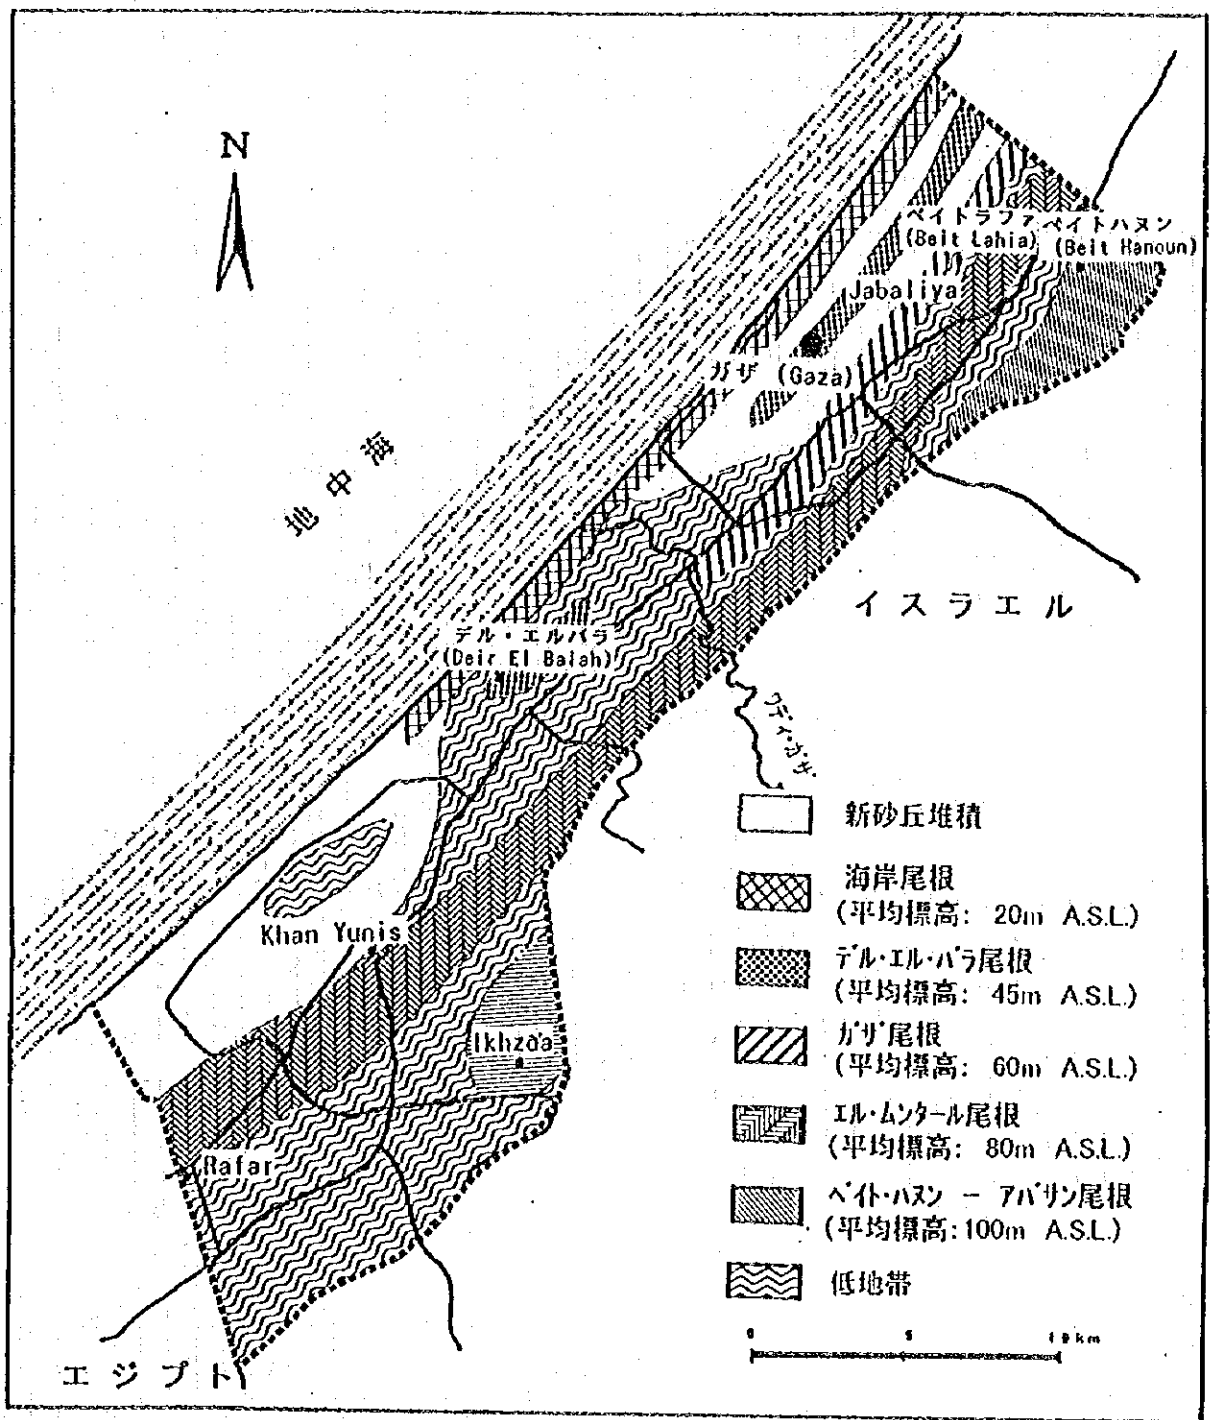 N
ベイトラファ
(Beit Lahia)
ベイトハヌン
(Beit Hanoun)
Jabaliya
ガザ (Gaza)
地中海
イスラエル
デル・エルバラ
(Deir El Balah)
ワディ・ガザ
Khan Yunis
Ikhzoa
Rafar
エジプト
新砂丘堆積
海岸尾根
(平均標高: 20m A.S.L.)
デル・エル・バラ尾根
(平均標高: 45m A.S.L.)
ガザ尾根
(平均標高: 60m A.S.L.)
エル・ムンタール尾根
(平均標高: 80m A.S.L.)
ベイト・ハヌン － アバサン尾根
(平均標高:100m A.S.L.)
低地帯
0 5 10km